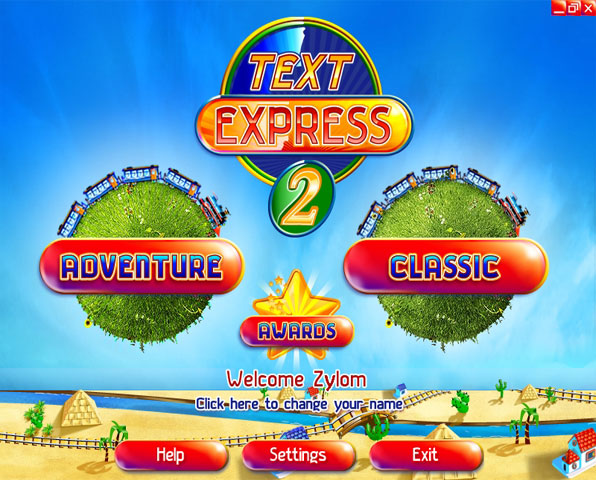 TEXT
EXPRESS
2
ADVENTURE
CLASSIC
AWARDS
Welcome Zylom
Click here to change your name
Help
Settings
Exit